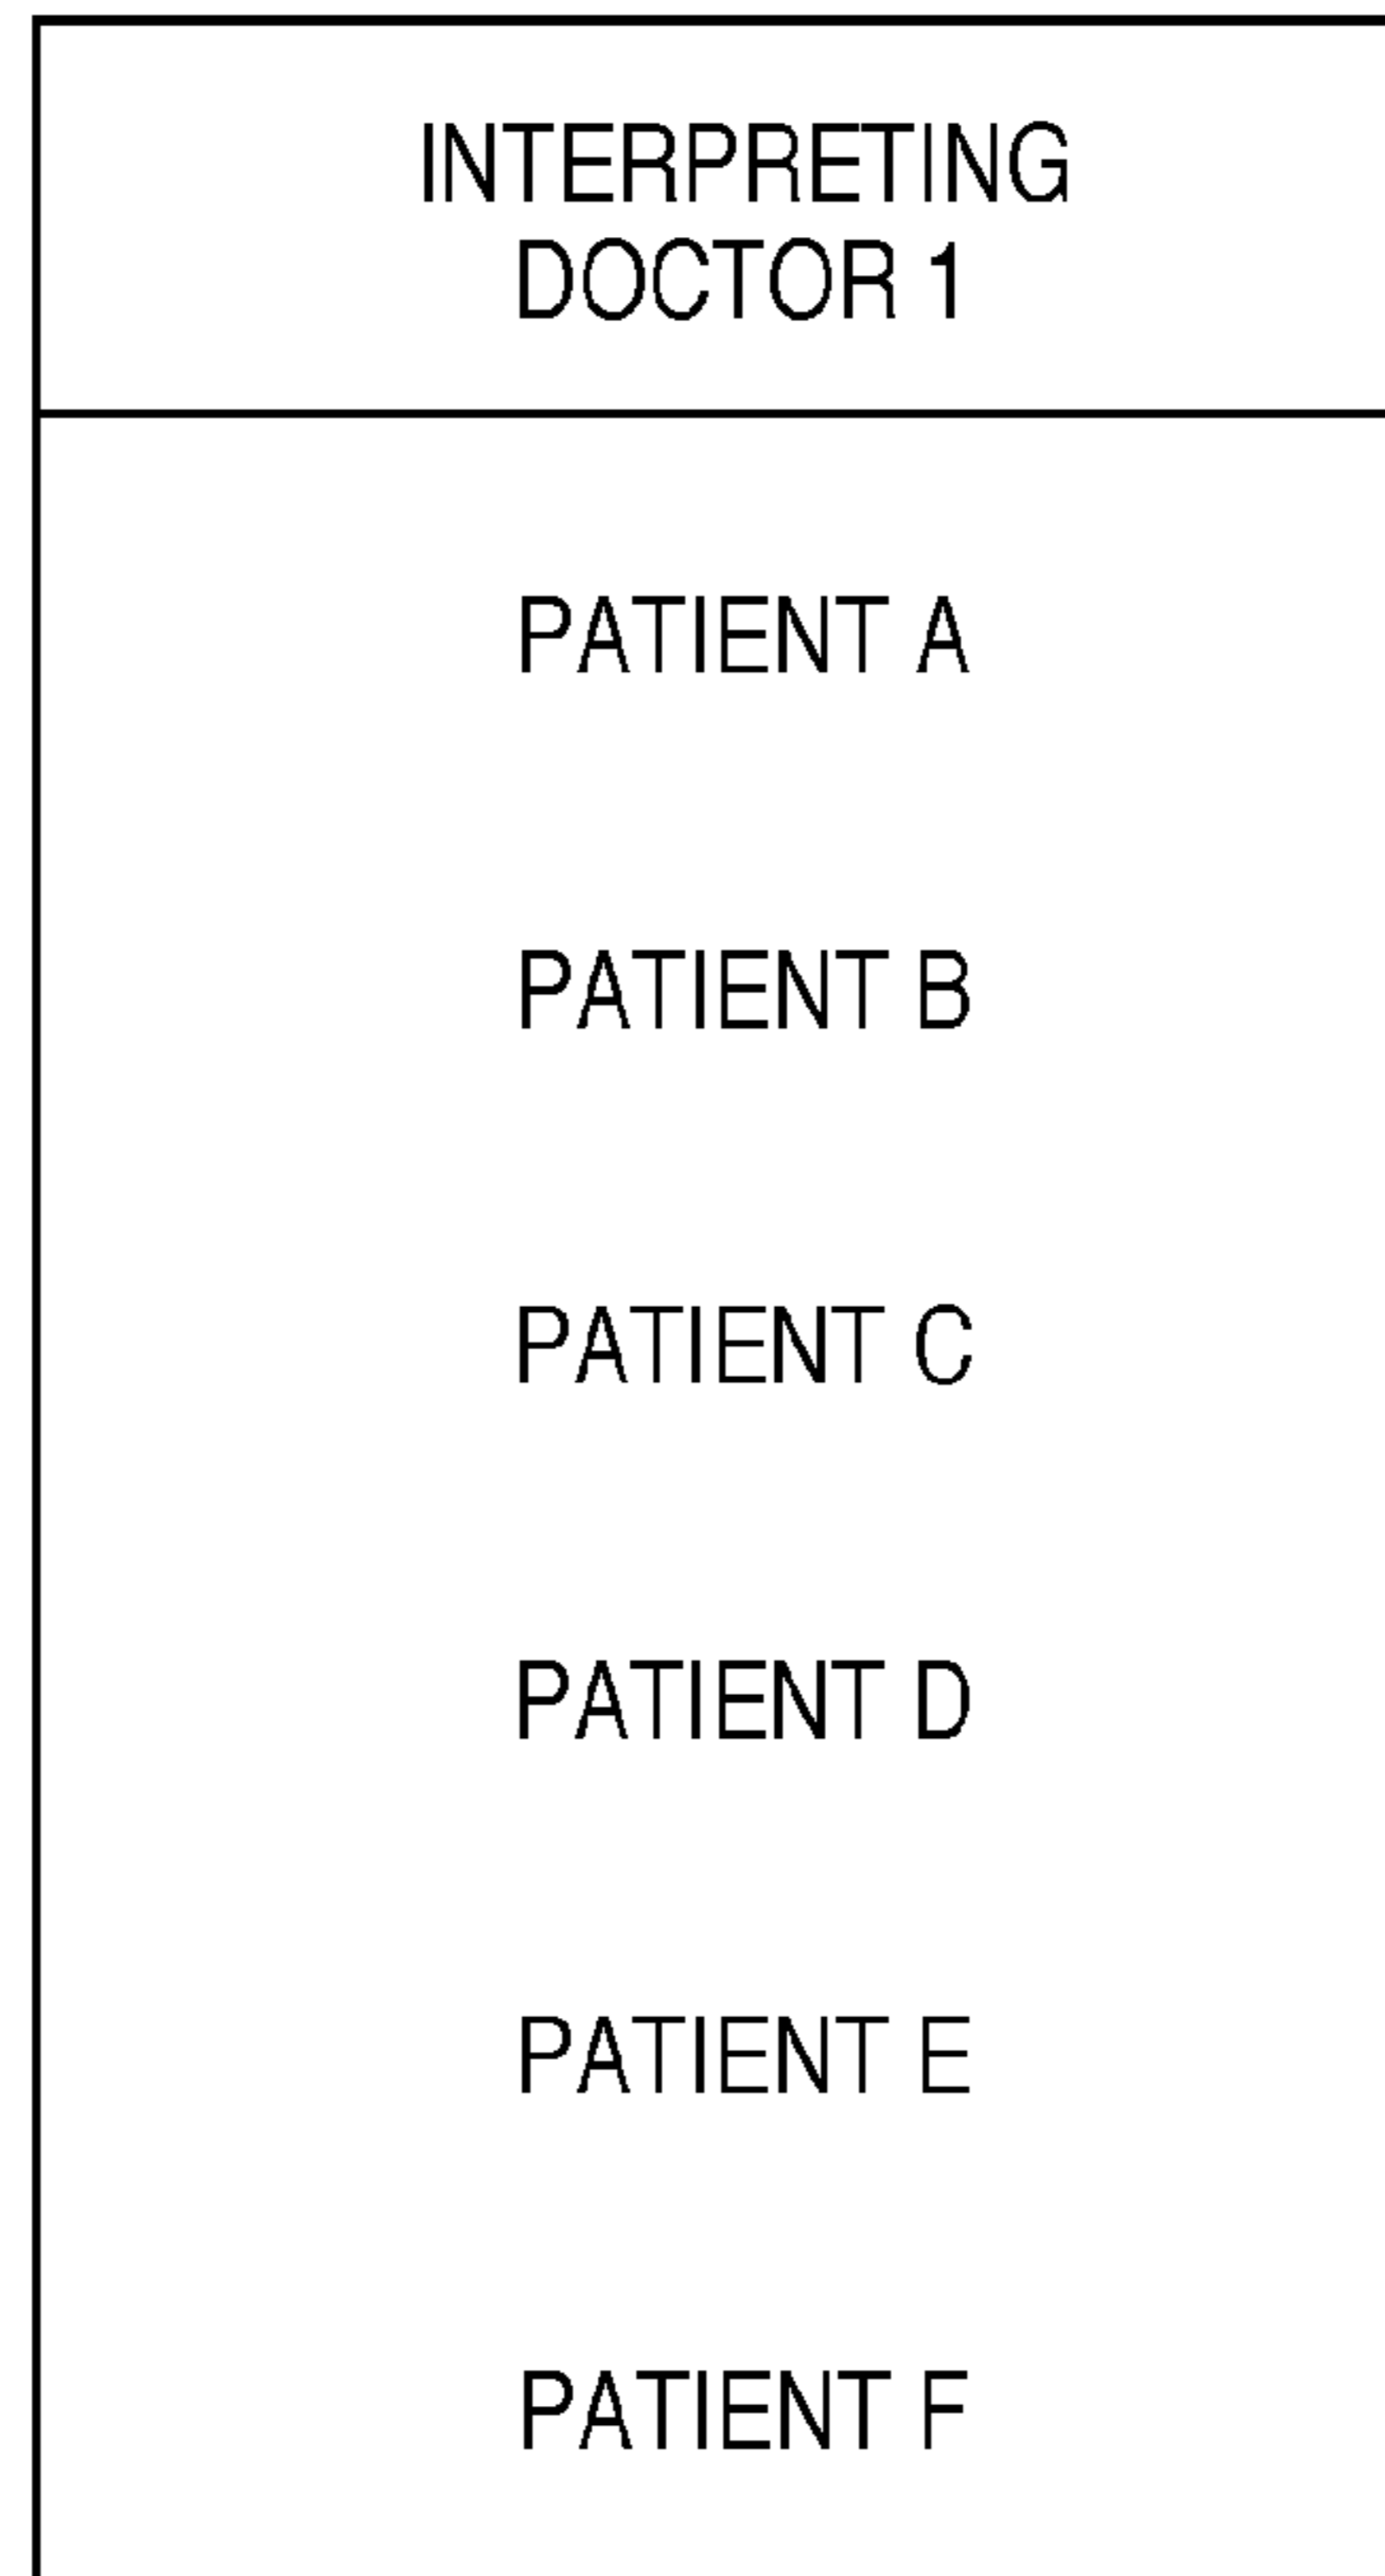 INTERPRETING
DOCTOR 1
PATIENT A
PATIENT B
PATIENT C
PATIENT D
PATIENT E
PATIENT F